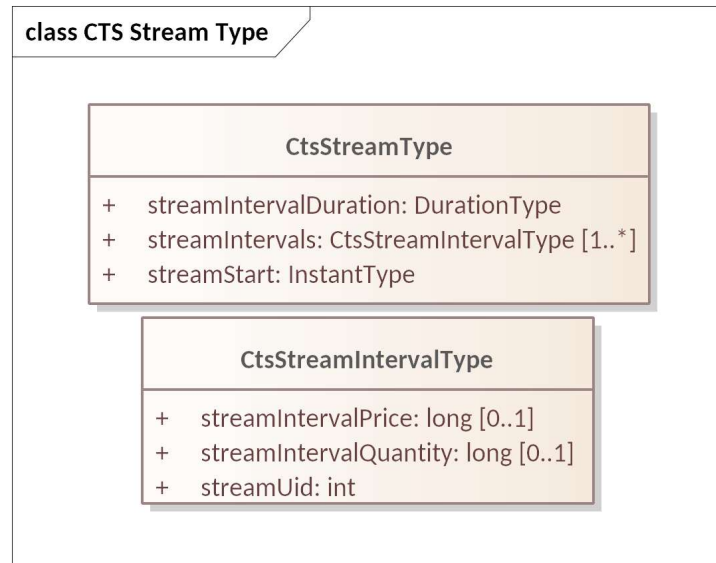 class CTS Stream Type
CtsStreamType
+ streamIntervalDuration: DurationType
+ streamIntervals: CtsStreamIntervalType [1..*]
+ streamStart: InstantType
CtsStreamIntervalType
+ streamIntervalPrice: long [0..1]
+ streamIntervalQuantity: long [0..1]
+ streamUid: int